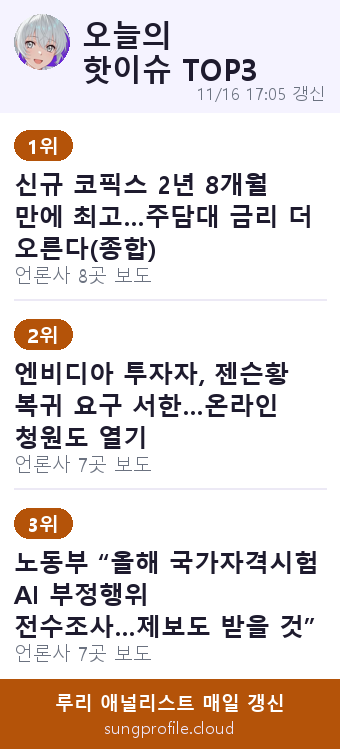 오늘의
핫이슈 TOP3
11/16 17:05 갱신
1위
신규 코픽스 2년 8개월
만에 최고…주담대 금리 더
오른다(종합)
언론사 8곳 보도
2위
엔비디아 투자자, 젠슨황
복귀 요구 서한…온라인
청원도 열기
언론사 7곳 보도
3위
노동부 “올해 국가자격시험
AI 부정행위
전수조사…제보도 받을 것”
언론사 7곳 보도
루리 애널리스트 매일 갱신
sungprofile.cloud